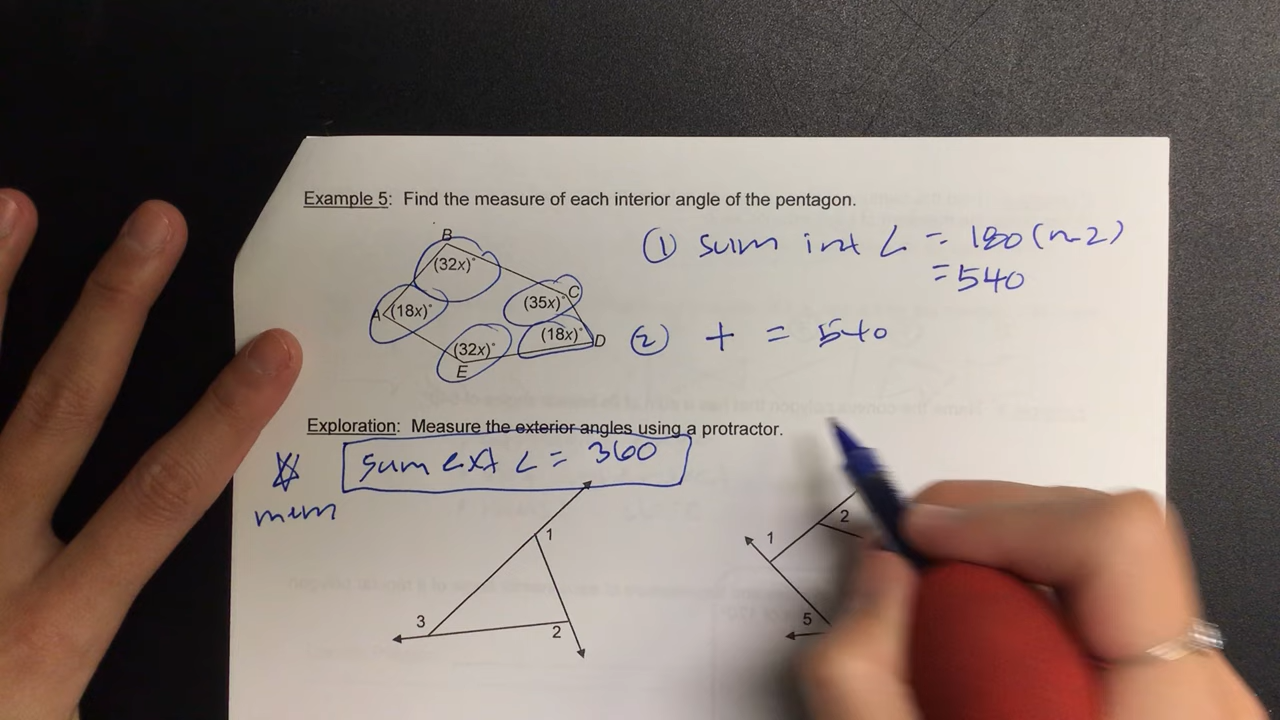 Example 5: Find the measure of each interior angle of the pentagon.
① sum int ∠ = 180(n-2)
= 540
B
(32x)°
C
(35x)°
A
(18x)°
(18x)°
D
(32x)°
E
② + = 540
Exploration: Measure the exterior angles using a protractor.
sum ext ∠ = 360
mem
1
2
3
1
2
5